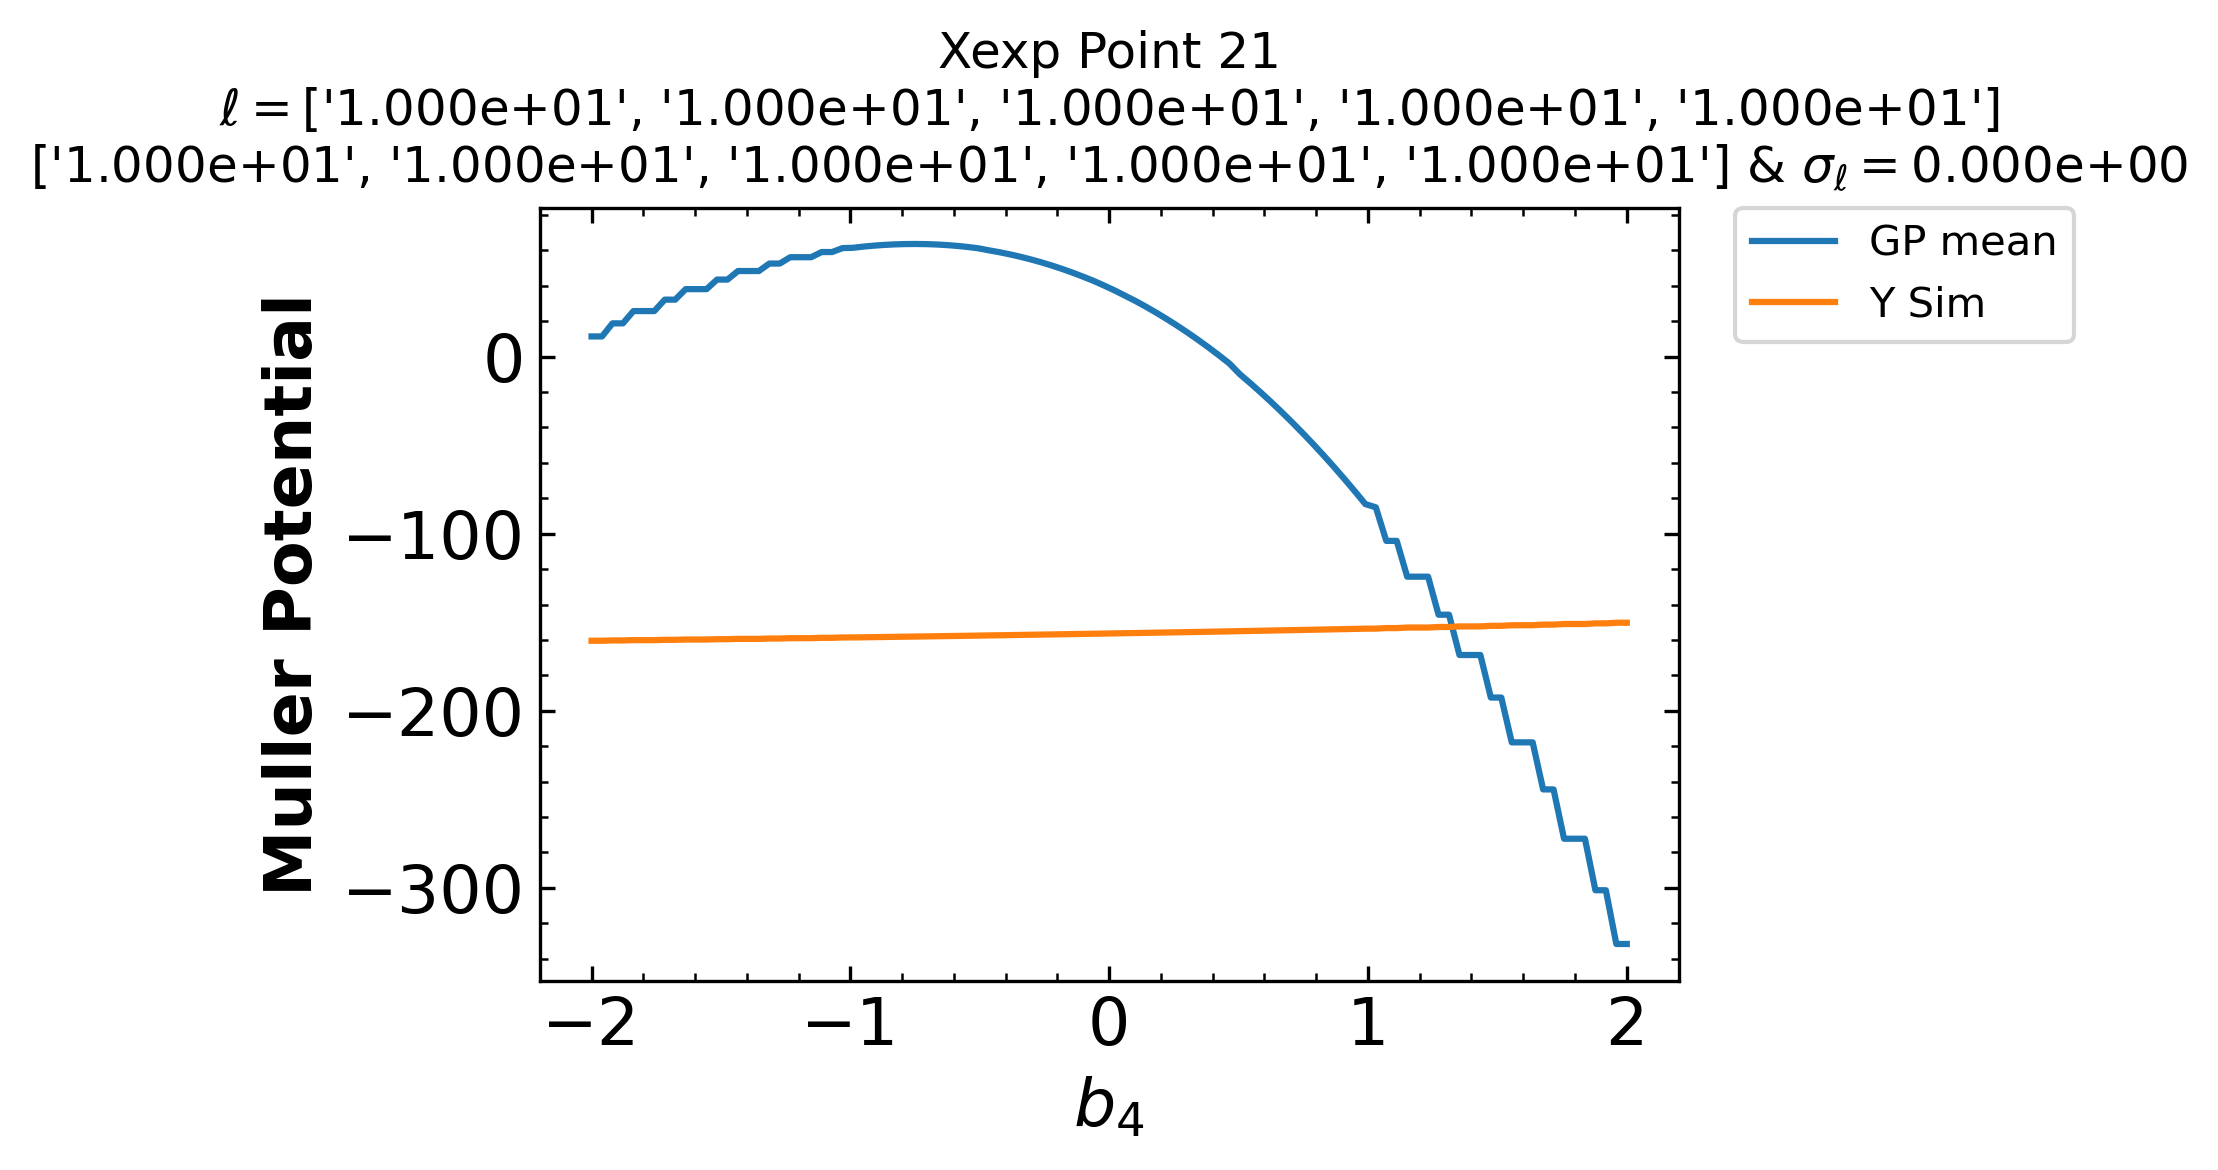 Xexp Point 21
ℓ = ['1.000e+01', '1.000e+01', '1.000e+01', '1.000e+01', '1.000e+01']
['1.000e+01', '1.000e+01', '1.000e+01', '1.000e+01', '1.000e+01'] & σℓ = 0.000e+00
GP mean
Y Sim
Muller Potential
0
−100
−200
−300
−2 −1 0 1 2
b₄